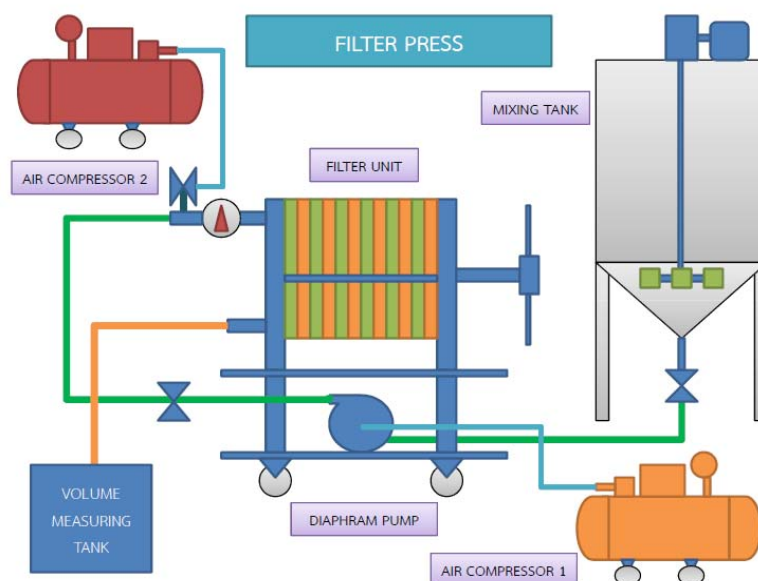 FILTER PRESS
MIXING TANK
AIR COMPRESSOR 2
FILTER UNIT
VOLUME
MEASURING
TANK
DIAPHRAM PUMP
AIR COMPRESSOR 1